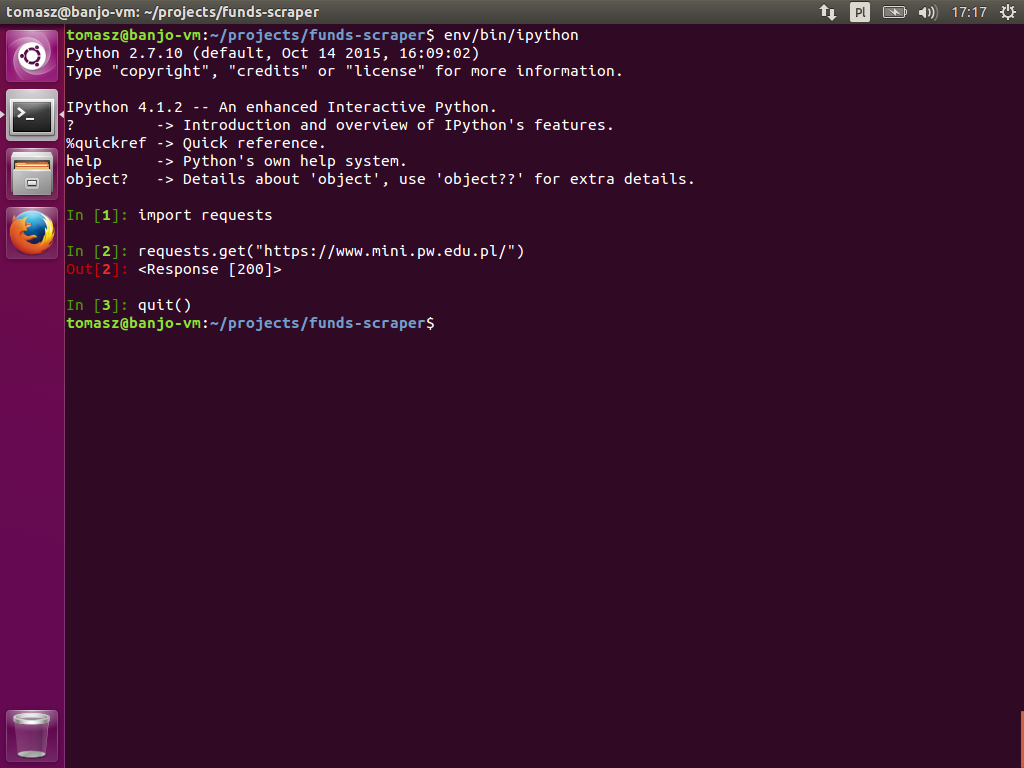 tomasz@banjo-vm: ~/projects/funds-scraper
Pl
17:17
tomasz@banjo-vm:~/projects/funds-scraper$ env/bin/ipython
Python 2.7.10 (default, Oct 14 2015, 16:09:02)
Type "copyright", "credits" or "license" for more information.
IPython 4.1.2 -- An enhanced Interactive Python.
?         -> Introduction and overview of IPython's features.
%quickref -> Quick reference.
help      -> Python's own help system.
object?   -> Details about 'object', use 'object??' for extra details.
In [1]: import requests
In [2]: requests.get("https://www.mini.pw.edu.pl/")
Out[2]: <Response [200]>
In [3]: quit()
tomasz@banjo-vm:~/projects/funds-scraper$